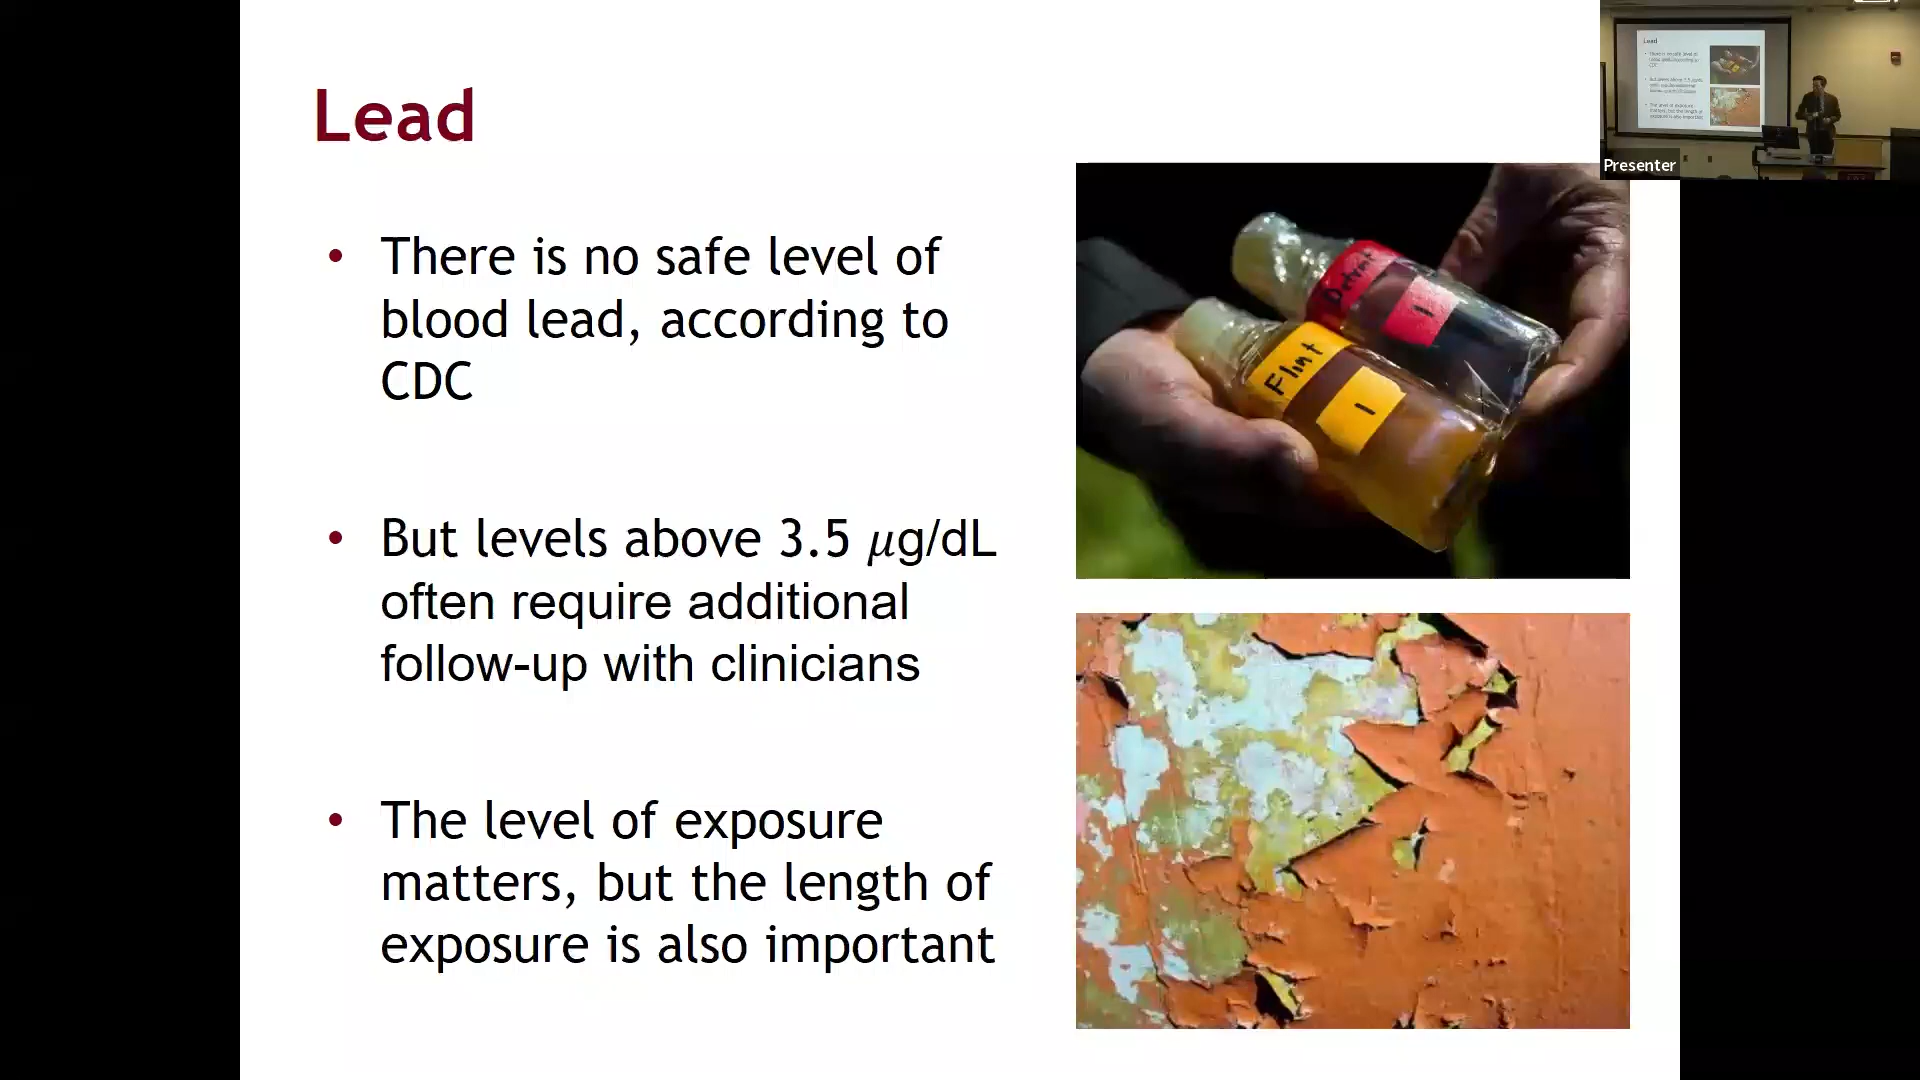 Lead
• There is no safe level of
blood lead, according to
CDC
• But levels above 3.5 𝜇g/dL
often require additional
follow-up with clinicians
• The level of exposure
matters, but the length of
exposure is also important
Detroit
1
Flint
1
Presenter
Lead